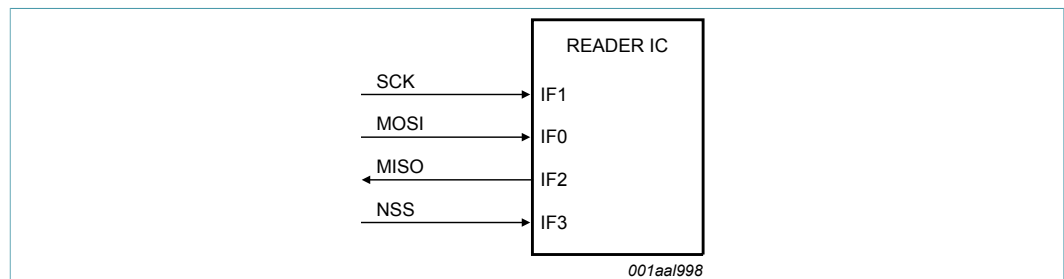 READER IC
SCK
IF1
MOSI
IF0
MISO
IF2
NSS
IF3
001aal998